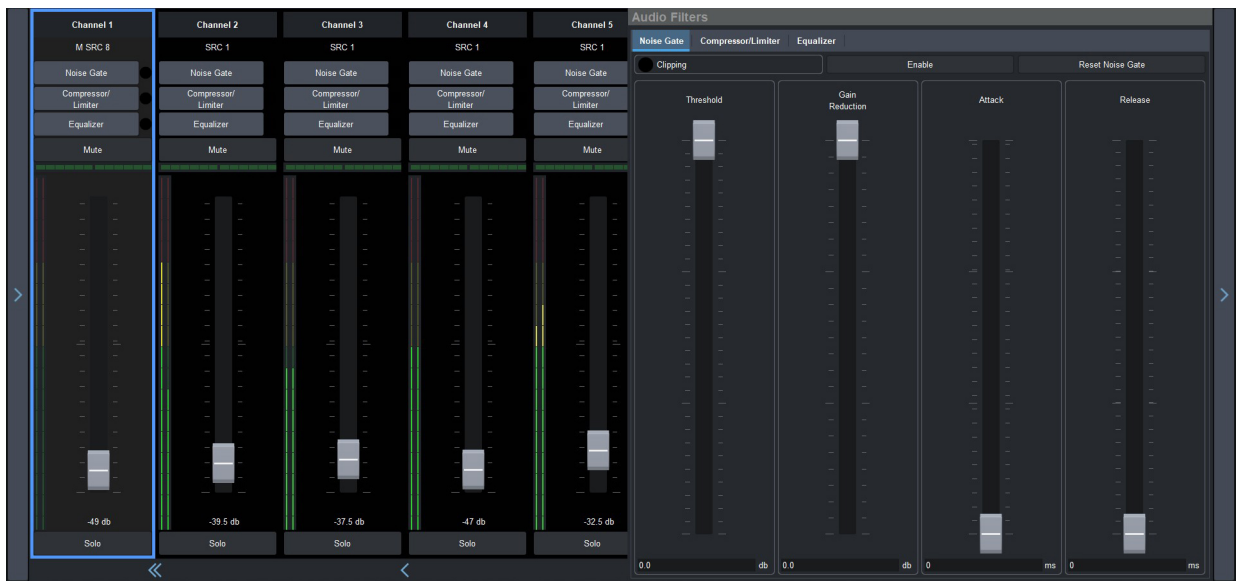 Channel 1
Channel 2
Channel 3
Channel 4
Channel 5
M SRC 8
SRC 1
SRC 1
SRC 1
SRC 1
Noise Gate
Noise Gate
Noise Gate
Noise Gate
Noise Gate
Compressor/
Limiter
Compressor/
Limiter
Compressor/
Limiter
Compressor/
Limiter
Compressor/
Limiter
Equalizer
Equalizer
Equalizer
Equalizer
Equalizer
Mute
Mute
Mute
Mute
Mute
-49 db
-39.5 db
-37.5 db
-47 db
-32.5 db
Solo
Solo
Solo
Solo
Solo
Audio Filters
Noise Gate
Compressor/Limiter
Equalizer
Clipping
Enable
Reset Noise Gate
Threshold
Gain
Reduction
Attack
Release
0.0 db
0.0 db
0 ms
0 ms